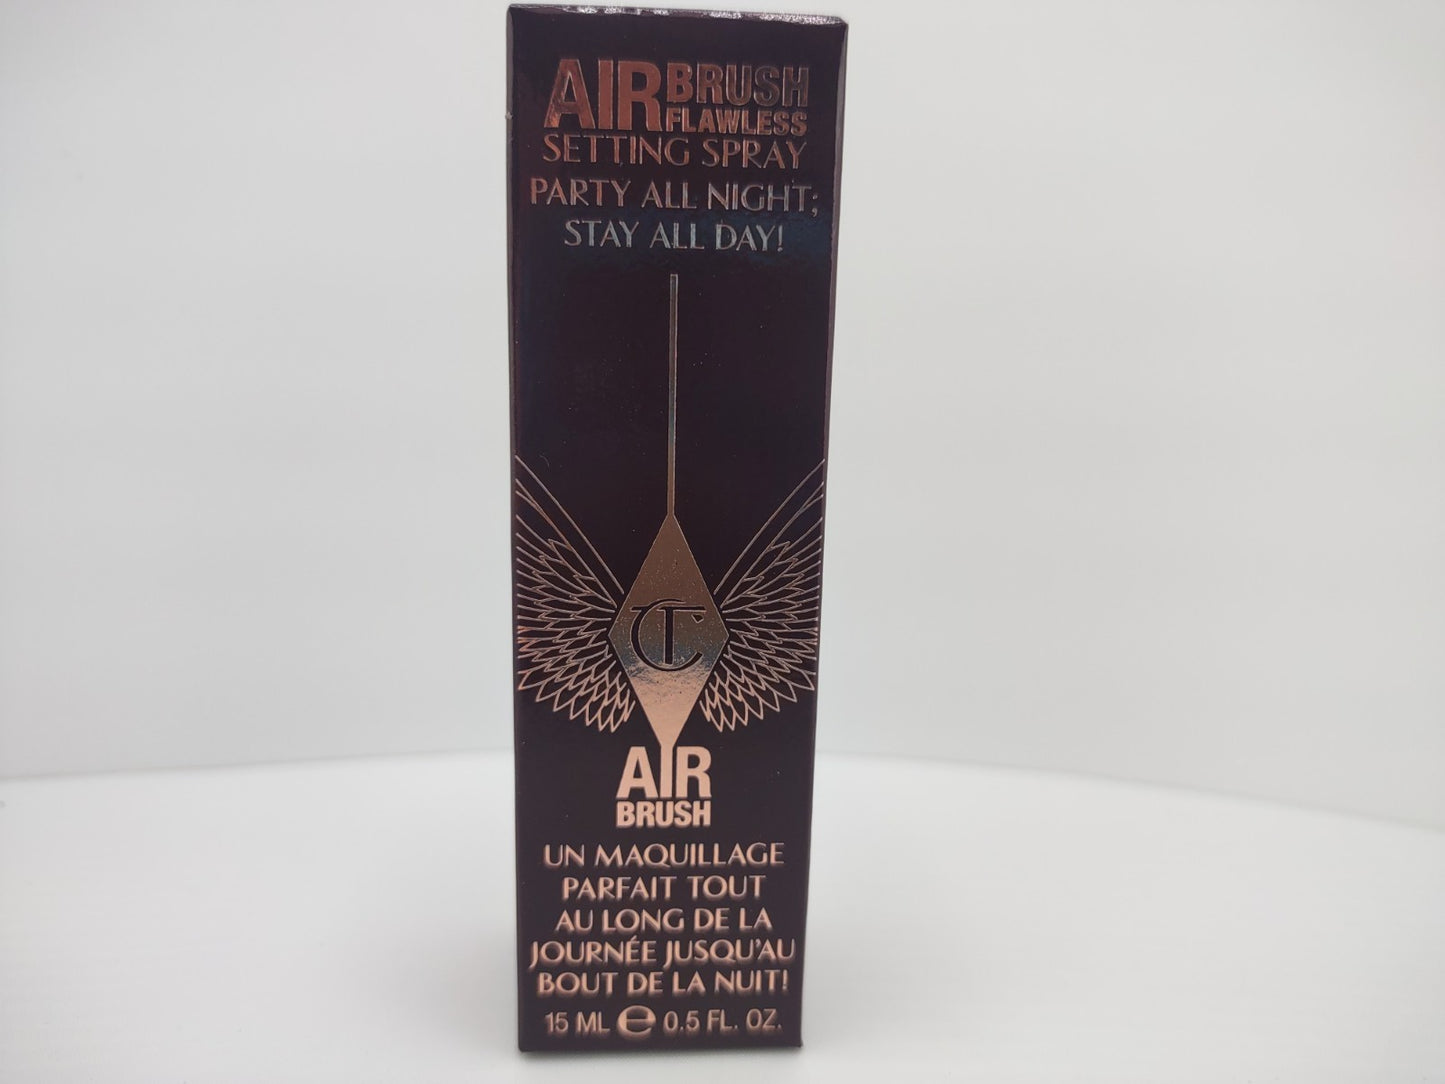 AIRBRUSH
FLAWLESS
SETTING SPRAY
PARTY ALL NIGHT;
STAY ALL DAY!
CT
AIR
BRUSH
UN MAQUILLAGE
PARFAIT TOUT
AU LONG DE LA
JOURNÉE JUSQU'AU
BOUT DE LA NUIT!
15 ML ℮ 0.5 FL. OZ.